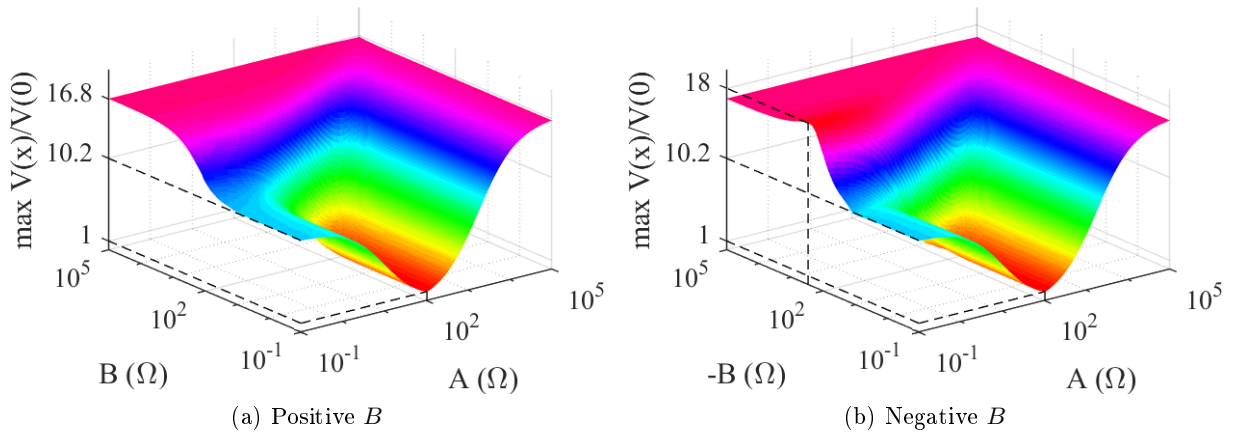 max V(x)/V(0)
16.8
10.2
1
10^5
10^2
10^-1
B (Ω)
10^-1
10^2
10^5
A (Ω)
(a) Positive B
max V(x)/V(0)
18
10.2
1
10^5
10^2
10^-1
-B (Ω)
10^-1
10^2
10^5
A (Ω)
(b) Negative B